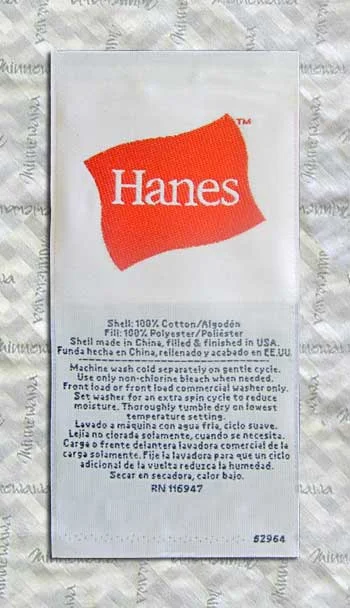 Minnewawa
Hanes™
Shell: 100% Cotton/Algodón
Fill: 100% Polyester/Poliéster
Shell made in China, filled & finished in USA.
Funda hecha en China, rellenado y acabado en EE.UU.
Machine wash cold separately on gentle cycle.
Use only non-chlorine bleach when needed.
Front load or front load commercial washer only.
Set washer for an extra spin cycle to reduce
moisture. Thoroughly tumble dry on lowest
temperature setting.
Lavado a máquina con agua fría, ciclo suave.
Lejía no clorada solamente, cuando se necesita.
Carga o frente delantera lavadora comercial de la
carga solamente. Fije la lavadora para que un ciclo
adicional de la vuelta reduzca la humedad.
Secar en secadora, calor bajo.
RN 116947
52964